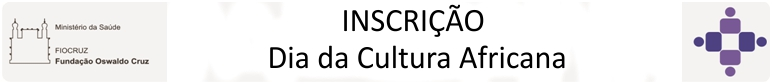 Ministério da Saúde
FIOCRUZ
Fundação Oswaldo Cruz
INSCRIÇÃO
Dia da Cultura Africana